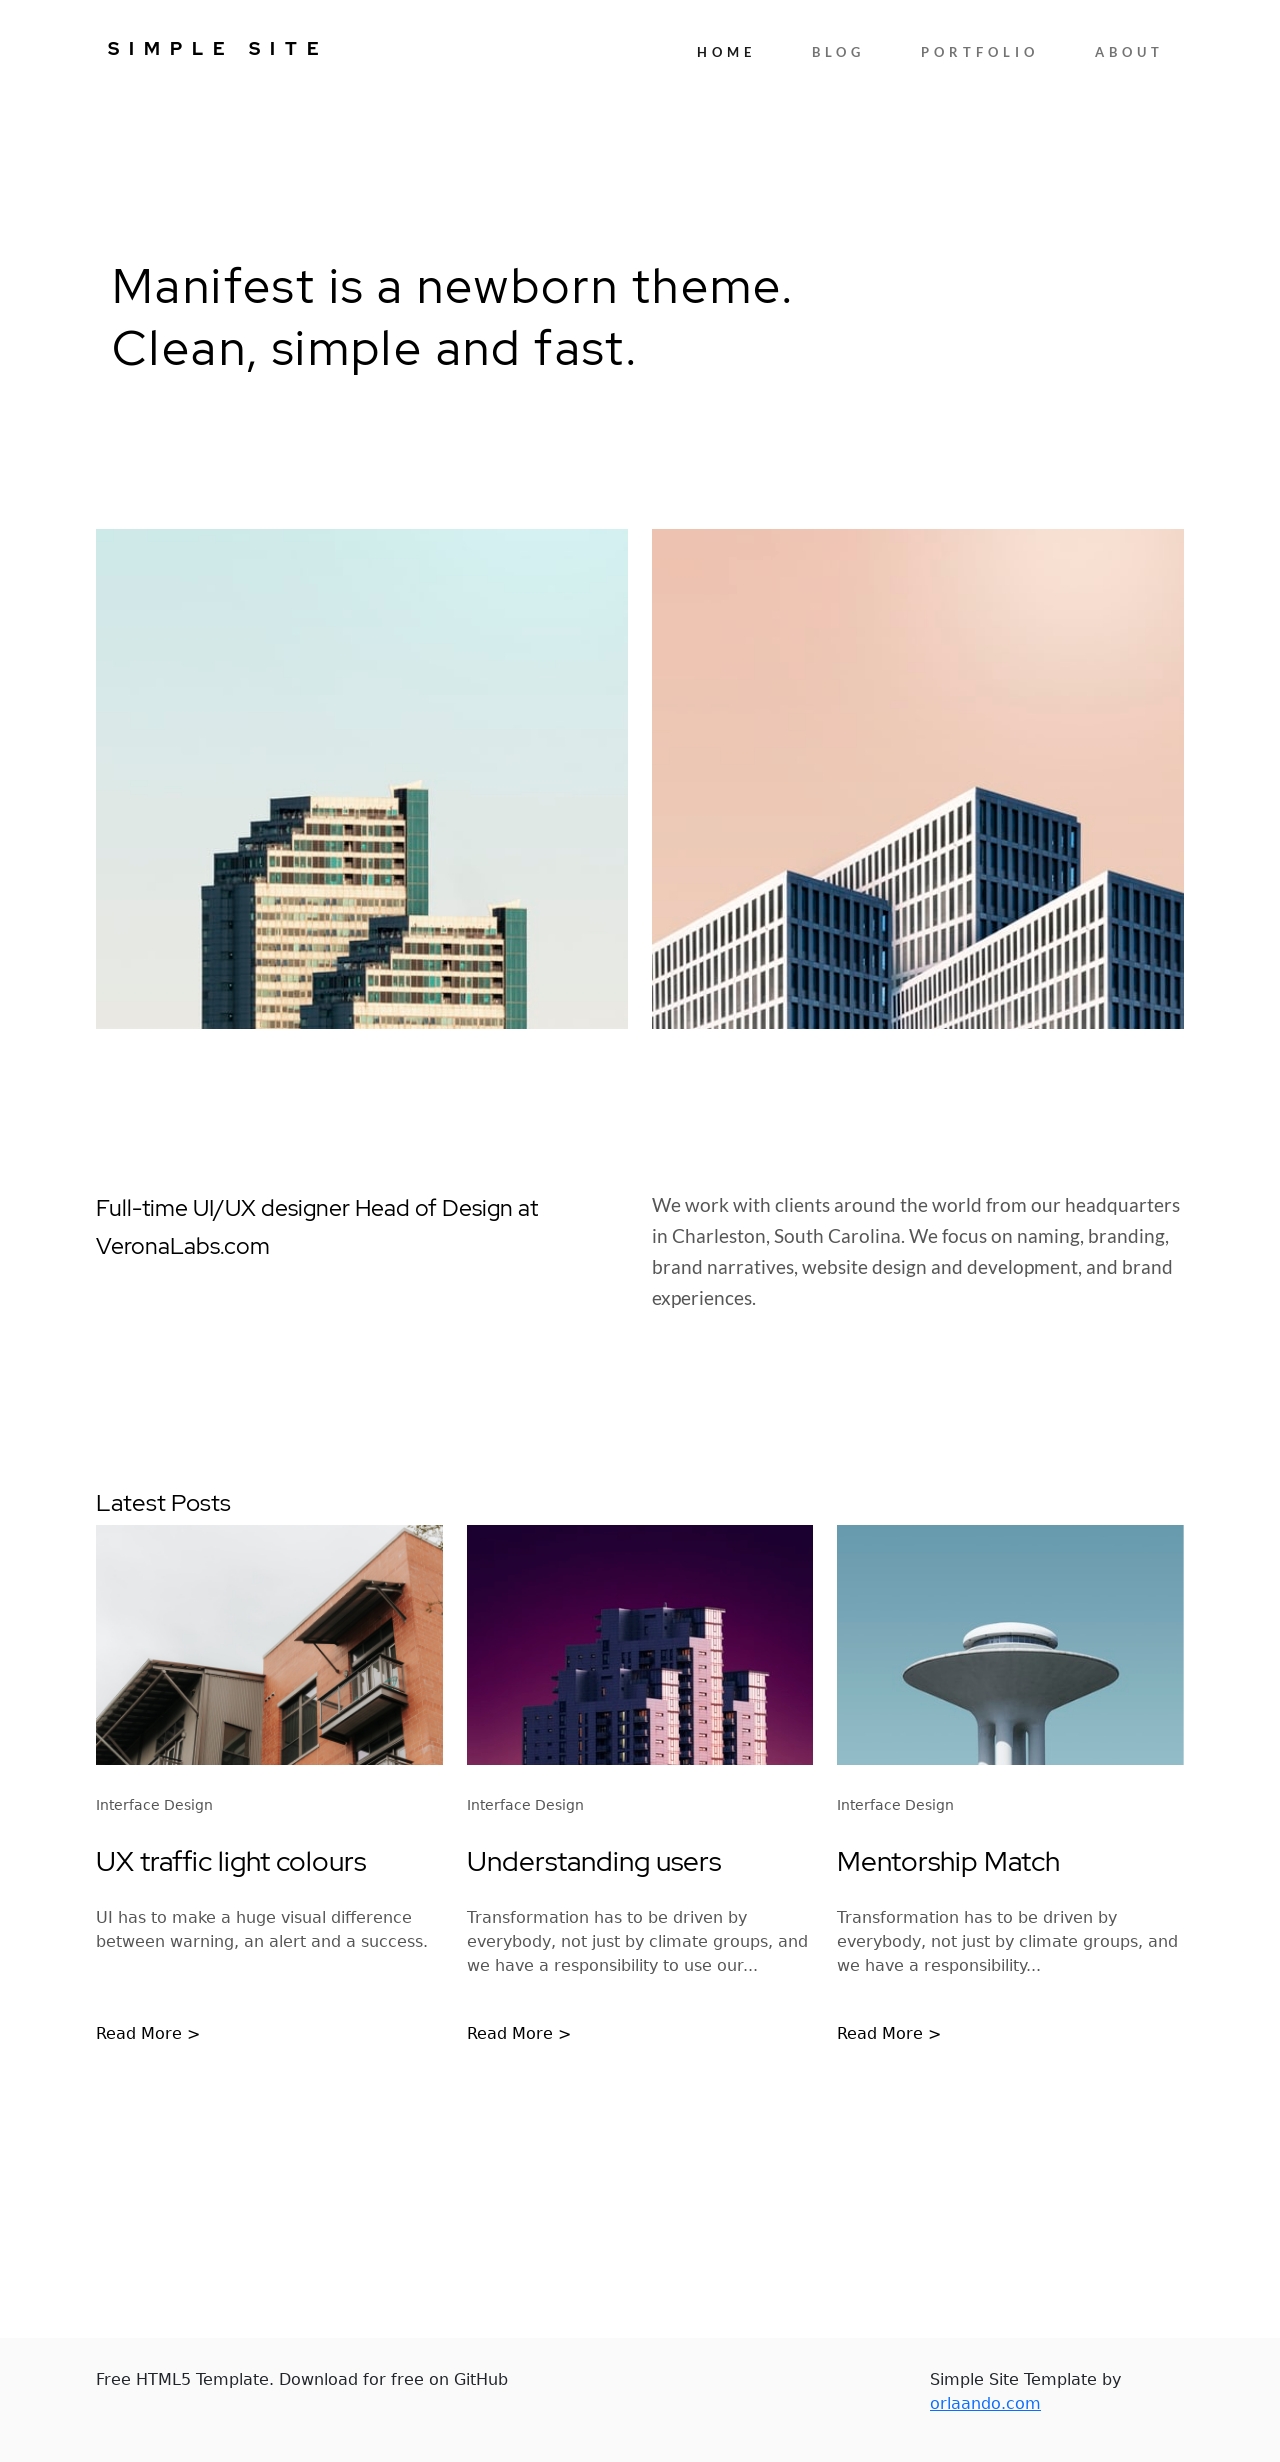 SIMPLE SITE
HOME BLOG PORTFOLIO ABOUT
Manifest is a newborn theme.
Clean, simple and fast.
Full-time UI/UX designer Head of Design at
VeronaLabs.com
We work with clients around the world from our headquarters
in Charleston, South Carolina. We focus on naming, branding,
brand narratives, website design and development, and brand
experiences.
Latest Posts
Interface Design
UX traffic light colours
UI has to make a huge visual difference
between warning, an alert and a success.
Read More >
Interface Design
Understanding users
Transformation has to be driven by
everybody, not just by climate groups, and
we have a responsibility to use our...
Read More >
Interface Design
Mentorship Match
Transformation has to be driven by
everybody, not just by climate groups, and
we have a responsibility...
Read More >
Free HTML5 Template. Download for free on GitHub
Simple Site Template by
orlaando.com